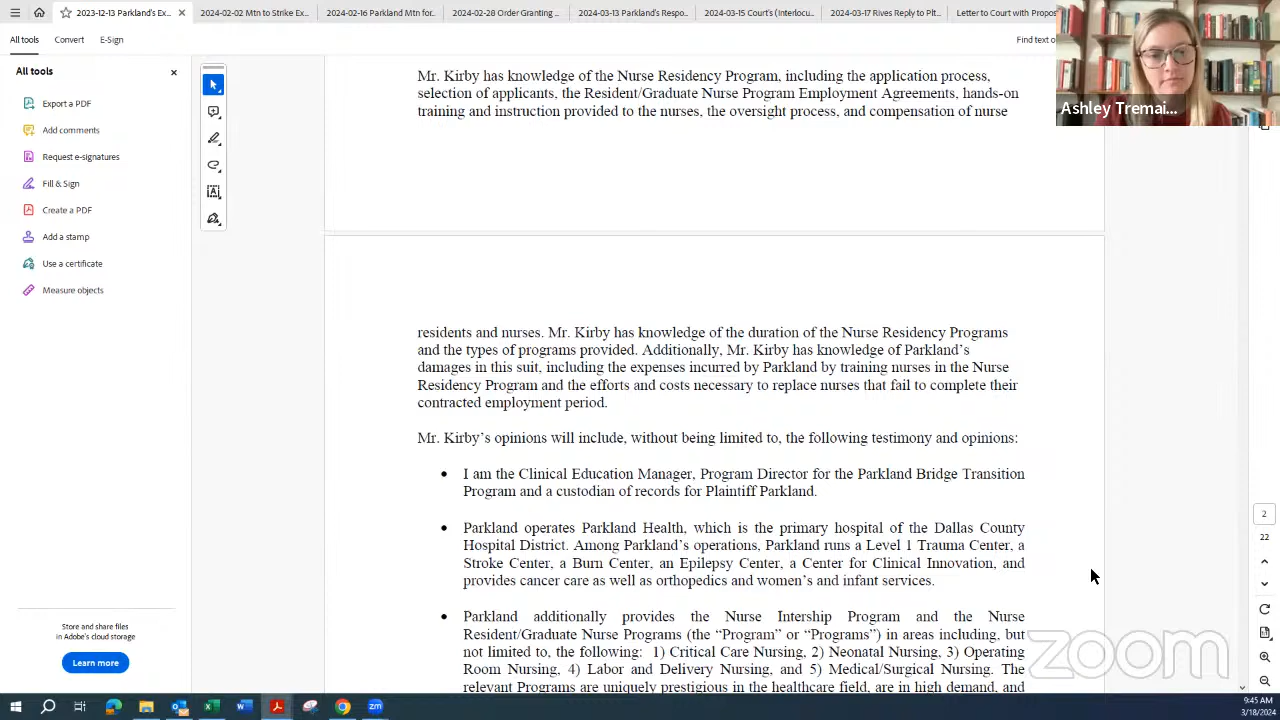 2023-12-13 Parkland's Ex...
2024-02-02 Mtn to Strike Ex...
2024-02-16 Parkland Mtn for...
2024-02-28 Order Granting ...
2024-03-13 Parkland's Respo...
2024-03-15 Court's (Interlocu...
2024-03-17 Rives Reply to Plt...
Letter to Court with Propos
All tools
Convert
E-Sign
Find text o
Ashley Tremai...
All tools
Export a PDF
Add comments
Request e-signatures
Fill & Sign
Create a PDF
Add a stamp
Use a certificate
Measure objects
Store and share files
in Adobe's cloud storage
Learn more
Mr. Kirby has knowledge of the Nurse Residency Program, including the application process,
selection of applicants, the Resident/Graduate Nurse Program Employment Agreements, hands-on
training and instruction provided to the nurses, the oversight process, and compensation of nurse
residents and nurses. Mr. Kirby has knowledge of the duration of the Nurse Residency Programs
and the types of programs provided. Additionally, Mr. Kirby has knowledge of Parkland's
damages in this suit, including the expenses incurred by Parkland by training nurses in the Nurse
Residency Program and the efforts and costs necessary to replace nurses that fail to complete their
contracted employment period.
Mr. Kirby's opinions will include, without being limited to, the following testimony and opinions:
• I am the Clinical Education Manager, Program Director for the Parkland Bridge Transition
Program and a custodian of records for Plaintiff Parkland.
• Parkland operates Parkland Health, which is the primary hospital of the Dallas County
Hospital District. Among Parkland's operations, Parkland runs a Level 1 Trauma Center, a
Stroke Center, a Burn Center, an Epilepsy Center, a Center for Clinical Innovation, and
provides cancer care as well as orthopedics and women's and infant services.
• Parkland additionally provides the Nurse Intership Program and the Nurse
Resident/Graduate Nurse Programs (the "Program" or "Programs") in areas including, but
not limited to, the following: 1) Critical Care Nursing, 2) Neonatal Nursing, 3) Operating
Room Nursing, 4) Labor and Delivery Nursing, and 5) Medical/Surgical Nursing. The
relevant Programs are uniquely prestigious in the healthcare field, are in high demand, and
2
22
zoom
9:45 AM
3/18/2024